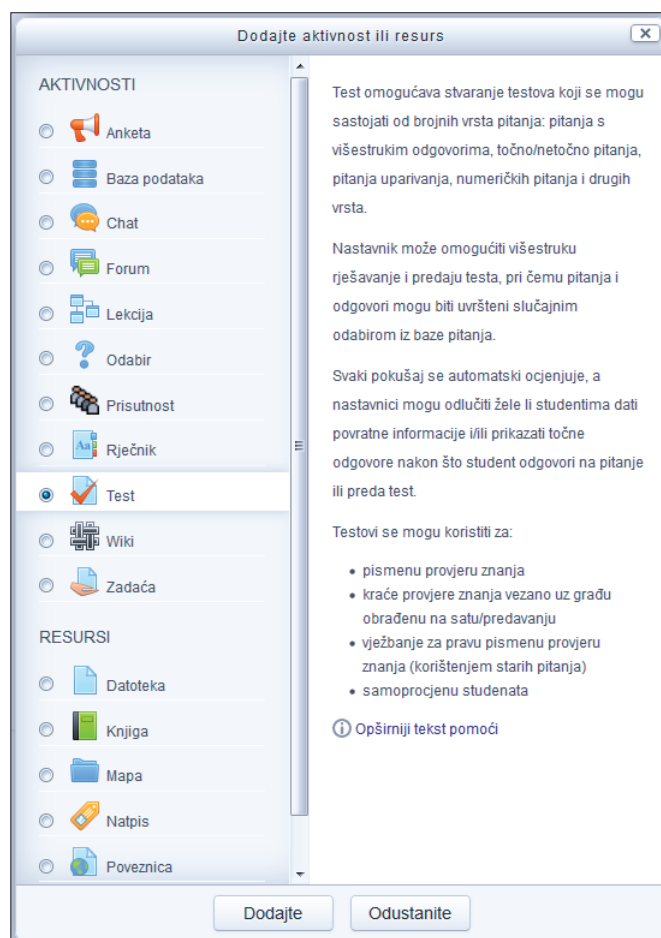 Dodajte aktivnost ili resurs
AKTIVNOSTI
Anketa
Baza podataka
Chat
Forum
Lekcija
Odabir
Prisutnost
Rječnik
Test
Wiki
Zadaća
RESURSI
Datoteka
Knjiga
Mapa
Natpis
Poveznica
Test omogućava stvaranje testova koji se mogu
sastojati od brojnih vrsta pitanja: pitanja s
višestrukim odgovorima, točno/netočno pitanja,
pitanja uparivanja, numeričkih pitanja i drugih
vrsta.
Nastavnik može omogućiti višestruku
rješavanje i predaju testa, pri čemu pitanja i
odgovori mogu biti uvršteni slučajnim
odabirom iz baze pitanja.
Svaki pokušaj se automatski ocjenjuje, a
nastavnici mogu odlučiti žele li studentima dati
povratne informacije i/ili prikazati točne
odgovore nakon što student odgovori na pitanje
ili preda test.
Testovi se mogu koristiti za:
• pismenu provjeru znanja
• kraće provjere znanja vezano uz građu
obrađenu na satu/predavanju
• vježbanje za pravu pismenu provjeru
znanja (korištenjem starih pitanja)
• samoprocjenu studenata
Opširniji tekst pomoći
Dodajte
Odustanite